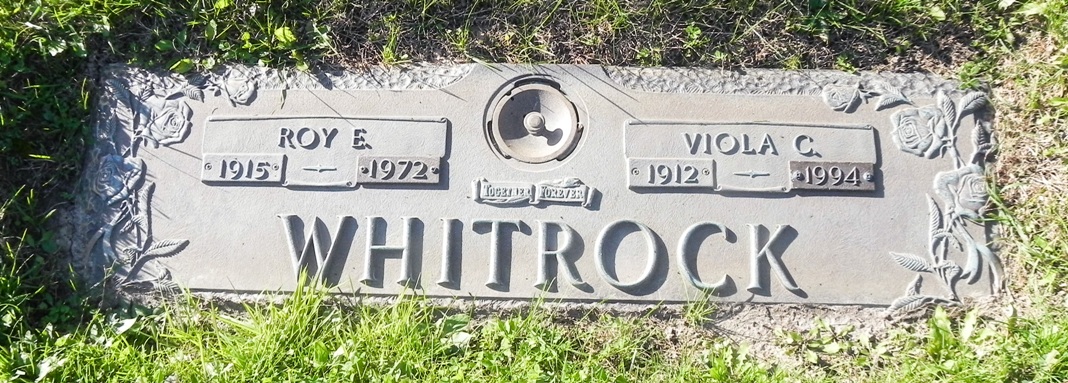 ROY E.
1915 1972
VIOLA C.
1912 1994
TOGETHER FOREVER
WHITROCK